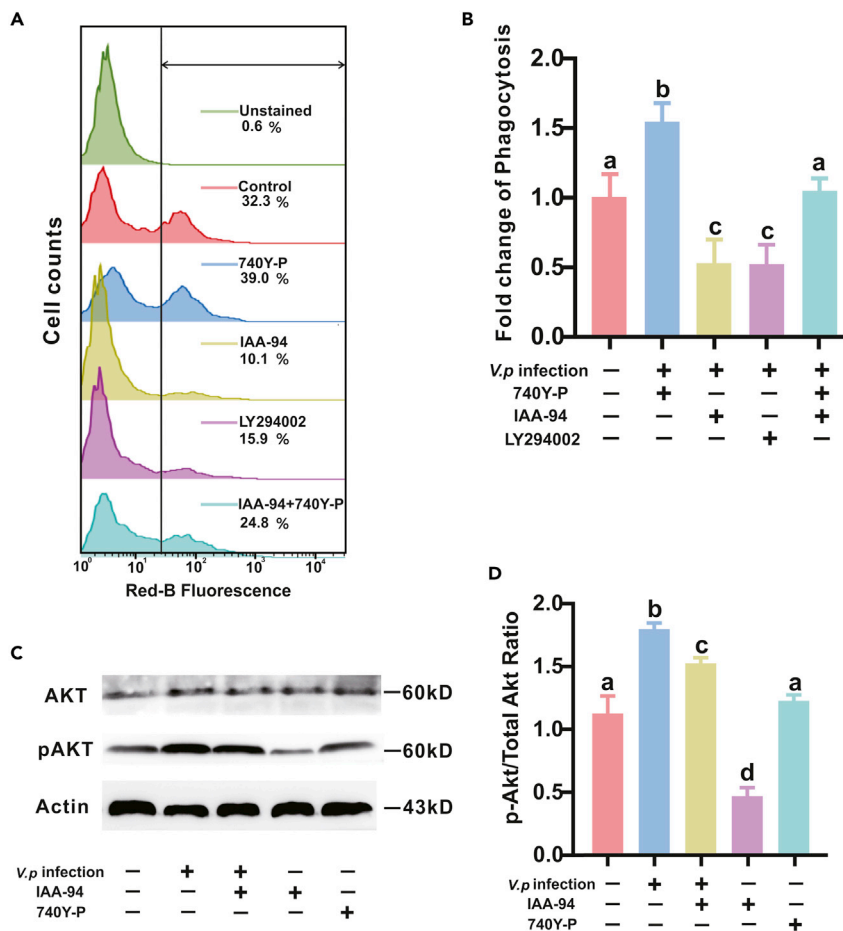 A
Unstained
0.6 %
Control
32.3 %
740Y-P
39.0 %
IAA-94
10.1 %
LY294002
15.9 %
IAA-94+740Y-P
24.8 %
Cell counts
10⁰ 10¹ 10² 10³ 10⁴
Red-B Fluorescence
B
Fold change of Phagocytosis
2.0
1.5
1.0
0.5
0.0
a b c c a
V.p infection − + + + +
740Y-P − + − − +
IAA-94 − − + − +
LY294002 − − − + −
C
AKT −60kD
pAKT −60kD
Actin −43kD
V.p infection − + + − −
IAA-94 − − + + −
740Y-P − − − − +
D
p-Akt/Total Akt Ratio
2.0
1.5
1.0
0.5
0.0
a b c d a
V.p infection − + + − −
IAA-94 − − + + −
740Y-P − − − − +